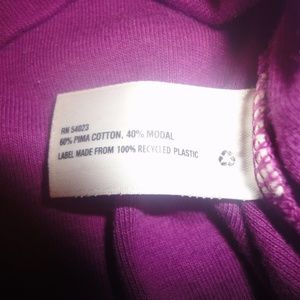 RN 54023
60% PIMA COTTON, 40% MODAL
LABEL MADE FROM 100% RECYCLED PLASTIC